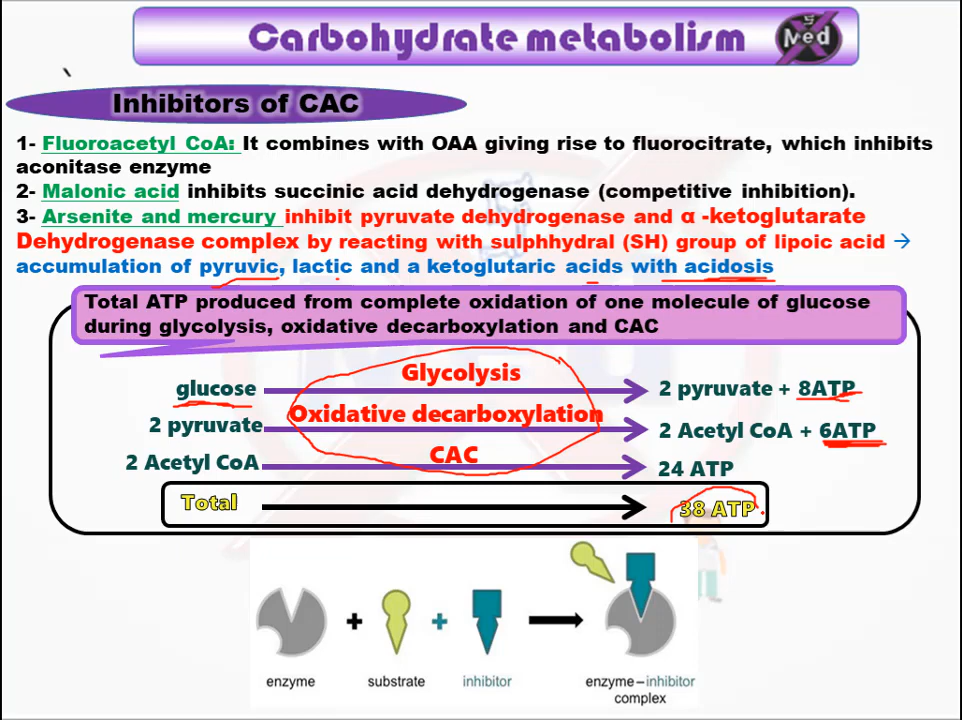 Carbohydrate metabolism
Med
Inhibitors of CAC
1- Fluoroacetyl CoA: It combines with OAA giving rise to fluorocitrate, which inhibits
aconitase enzyme
2- Malonic acid inhibits succinic acid dehydrogenase (competitive inhibition).
3- Arsenite and mercury inhibit pyruvate dehydrogenase and α -ketoglutarate
Dehydrogenase complex by reacting with sulphhydral (SH) group of lipoic acid →
accumulation of pyruvic, lactic and a ketoglutaric acids with acidosis
Total ATP produced from complete oxidation of one molecule of glucose
during glycolysis, oxidative decarboxylation and CAC
glucose Glycolysis 2 pyruvate + 8ATP
2 pyruvate Oxidative decarboxylation 2 Acetyl CoA + 6ATP
2 Acetyl CoA CAC 24 ATP
Total 38 ATP
enzyme + substrate + inhibitor enzyme–inhibitor
complex